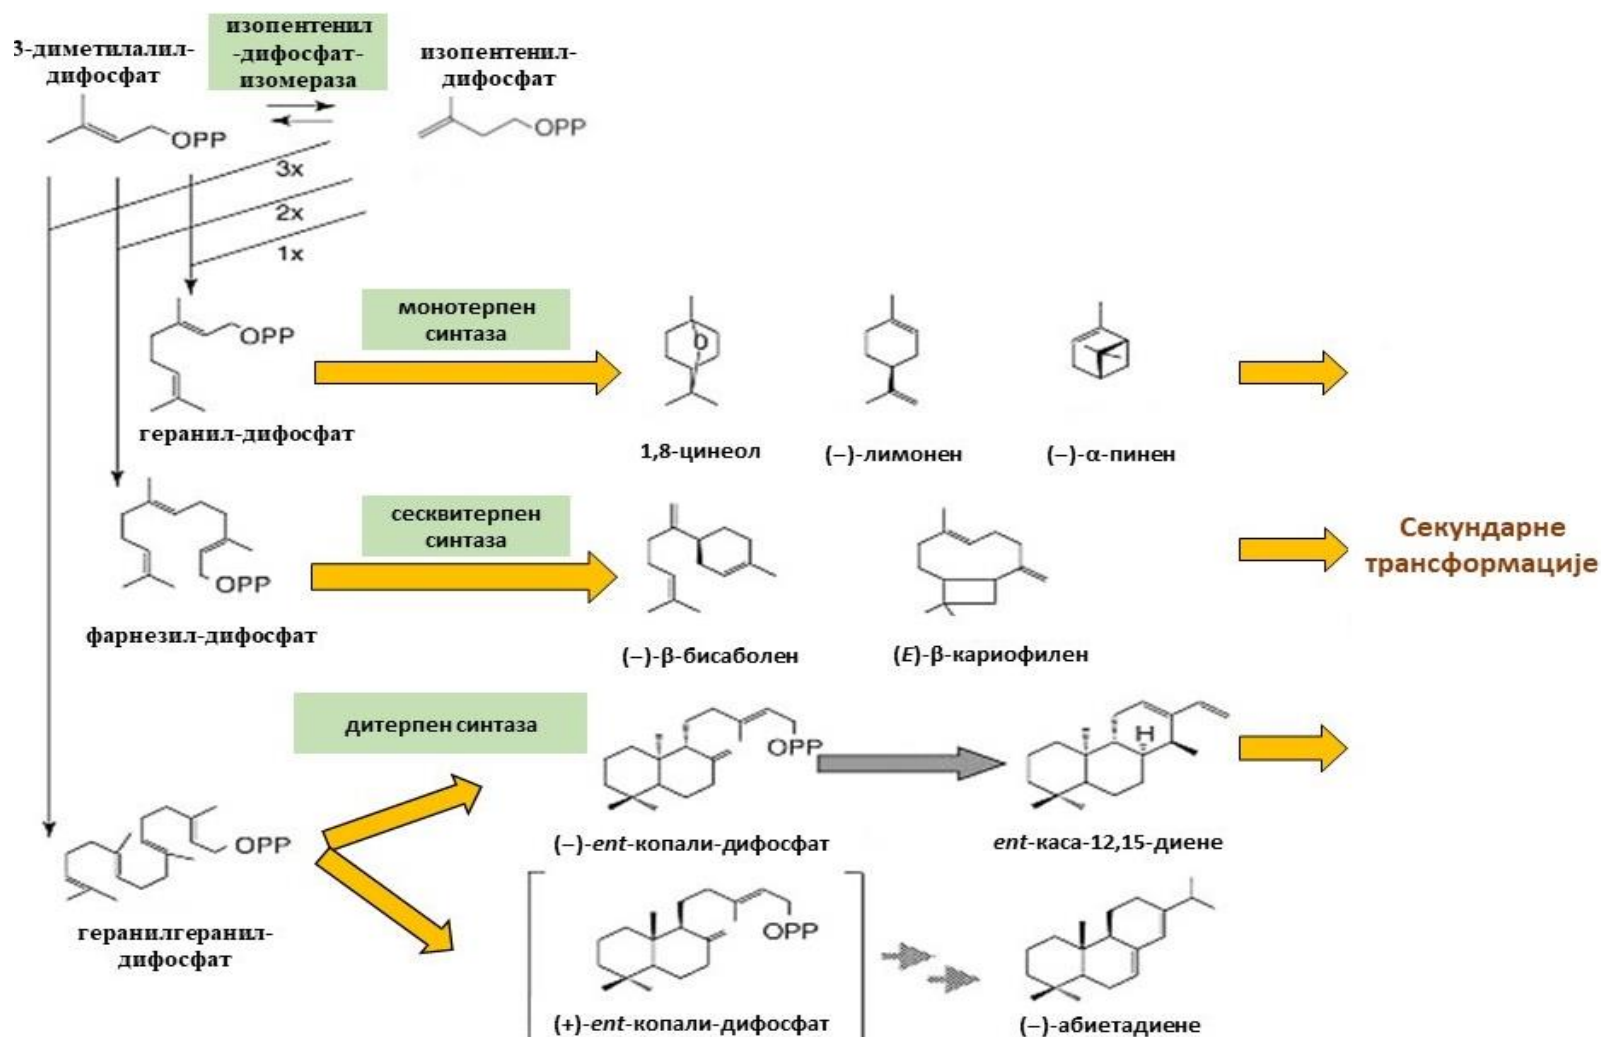 3-диметилалил-
дифосфат
изопентенил
-дифосфат-
изомераза
изопентенил-
дифосфат
OPP
OPP
3x
2x
1x
OPP
геранил-дифосфат
монотерпен
синтаза
O
1,8-цинеол
(–)-лимонен
(–)-α-пинен
OPP
фарнезил-дифосфат
сесквитерпен
синтаза
(–)-β-бисаболен
(E)-β-кариофилен
Секундарне
трансформације
дитерпен синтаза
OPP
H
(–)-ent-копали-дифосфат
ent-каса-12,15-диене
OPP
геранилгеранил-
дифосфат
OPP
(+)-ent-копали-дифосфат
(–)-абиетадиене